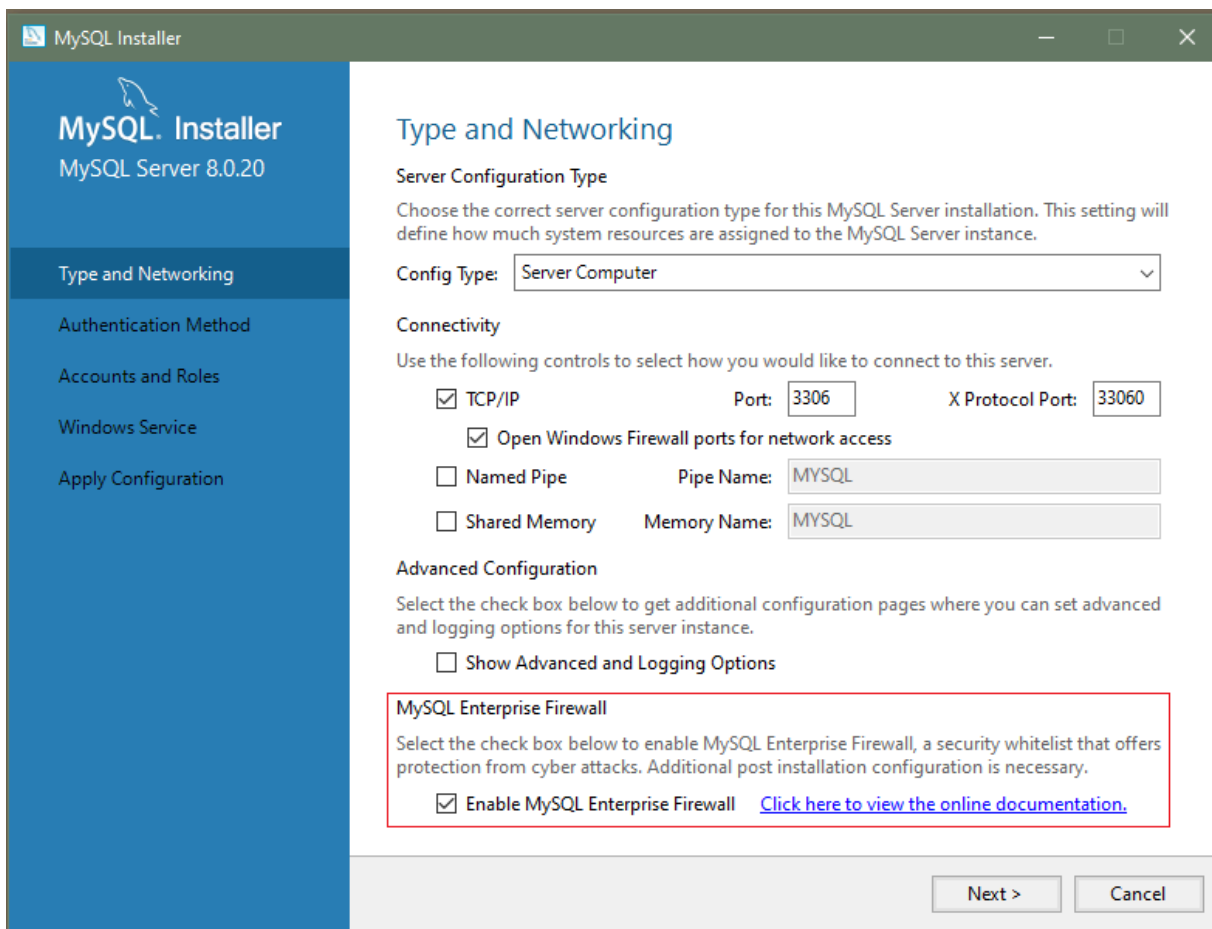 MySQL Installer
MySQL. Installer
MySQL Server 8.0.20
Type and Networking
Authentication Method
Accounts and Roles
Windows Service
Apply Configuration
Type and Networking
Server Configuration Type
Choose the correct server configuration type for this MySQL Server installation. This setting will
define how much system resources are assigned to the MySQL Server instance.
Config Type: Server Computer
Connectivity
Use the following controls to select how you would like to connect to this server.
TCP/IP Port: 3306 X Protocol Port: 33060
Open Windows Firewall ports for network access
Named Pipe Pipe Name: MYSQL
Shared Memory Memory Name: MYSQL
Advanced Configuration
Select the check box below to get additional configuration pages where you can set advanced
and logging options for this server instance.
Show Advanced and Logging Options
MySQL Enterprise Firewall
Select the check box below to enable MySQL Enterprise Firewall, a security whitelist that offers
protection from cyber attacks. Additional post installation configuration is necessary.
Enable MySQL Enterprise Firewall Click here to view the online documentation.
Next > Cancel